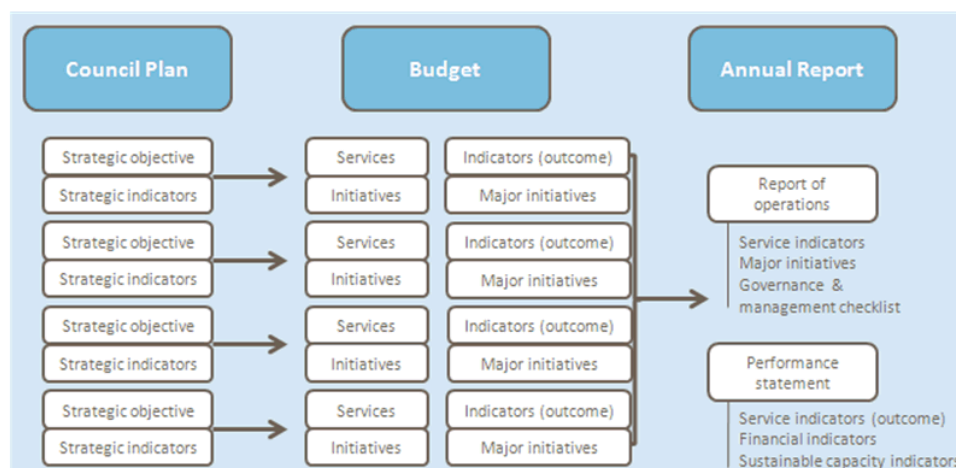 Council Plan
Budget
Annual Report
Strategic objective
Strategic indicators
Services
Initiatives
Indicators (outcome)
Major initiatives
Strategic objective
Strategic indicators
Services
Initiatives
Indicators (outcome)
Major initiatives
Strategic objective
Strategic indicators
Services
Initiatives
Indicators (outcome)
Major initiatives
Strategic objective
Strategic indicators
Services
Initiatives
Indicators (outcome)
Major initiatives
Report of
operations
Service indicators
Major initiatives
Governance &
management checklist
Performance
statement
Service indicators (outcome)
Financial indicators
Sustainable capacity indicators